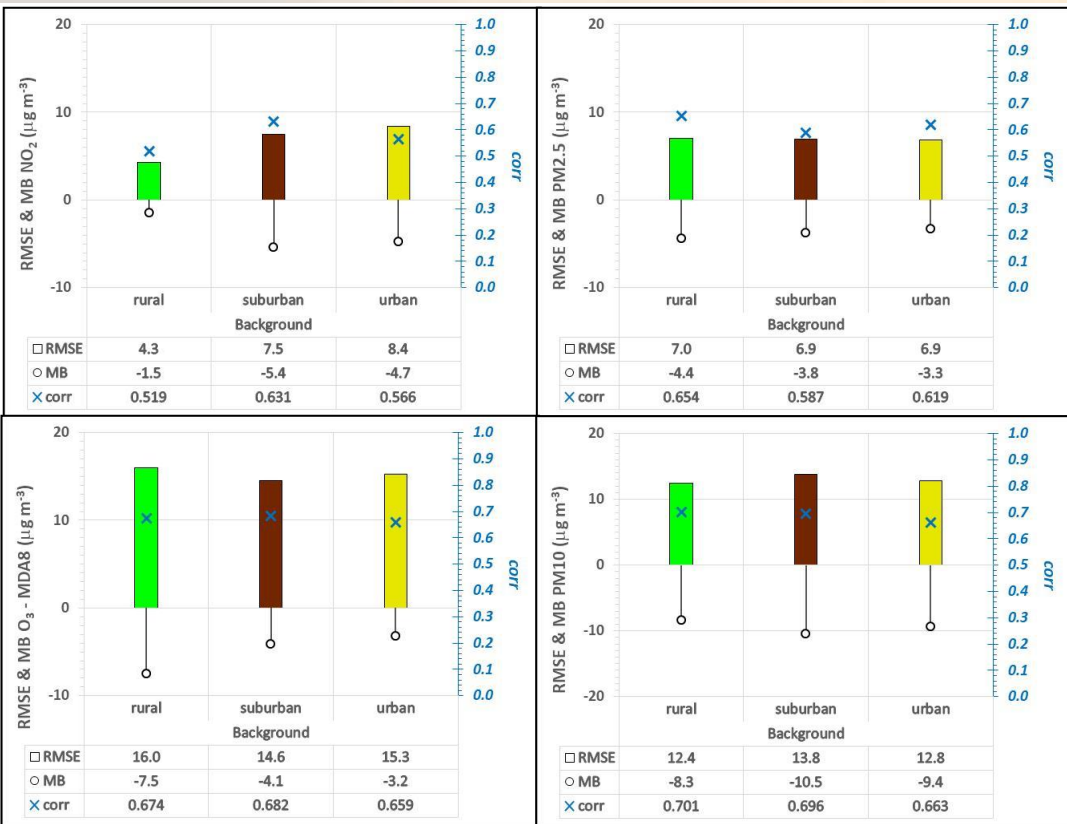 RMSE & MB NO₂ (μg m⁻³)
20
10
0
-10
1.0
0.9
0.8
0.7
0.6
0.5
0.4
0.3
0.2
0.1
0.0
corr
rural suburban urban
Background
RMSE 4.3 7.5 8.4
MB -1.5 -5.4 -4.7
corr 0.519 0.631 0.566
RMSE & MB PM2.5 (μg m⁻³)
20
10
0
-10
1.0
0.9
0.8
0.7
0.6
0.5
0.4
0.3
0.2
0.1
0.0
corr
rural suburban urban
Background
RMSE 7.0 6.9 6.9
MB -4.4 -3.8 -3.3
corr 0.654 0.587 0.619
RMSE & MB O₃ - MDA8 (μg m⁻³)
20
10
0
-10
1.0
0.9
0.8
0.7
0.6
0.5
0.4
0.3
0.2
0.1
0.0
corr
rural suburban urban
Background
RMSE 16.0 14.6 15.3
MB -7.5 -4.1 -3.2
corr 0.674 0.682 0.659
RMSE & MB PM10 (μg m⁻³)
20
10
0
-10
-20
1.0
0.9
0.8
0.7
0.6
0.5
0.4
0.3
0.2
0.1
0.0
corr
rural suburban urban
Background
RMSE 12.4 13.8 12.8
MB -8.3 -10.5 -9.4
corr 0.701 0.696 0.663